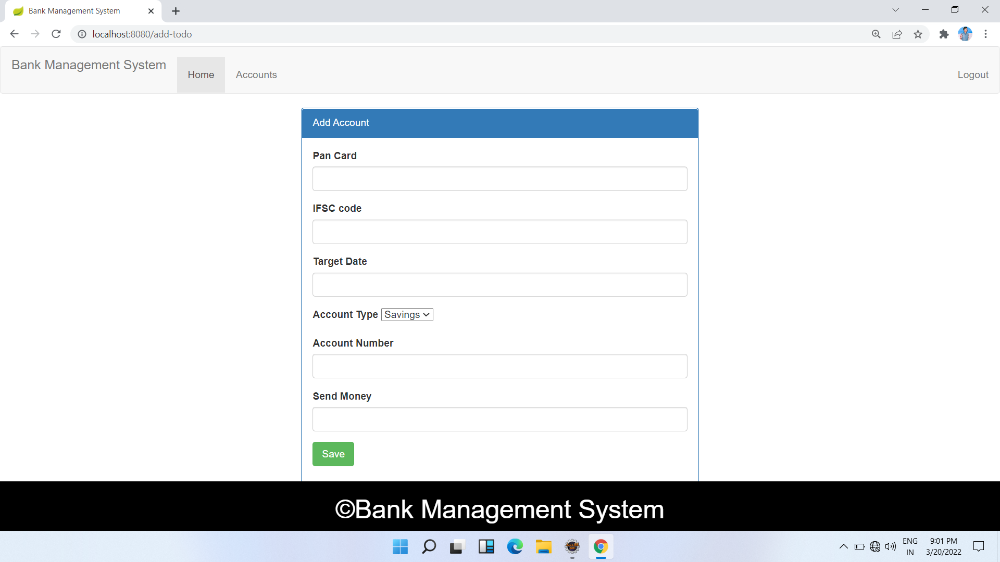 Bank Management System
localhost:8080/add-todo
Bank Management System
Home
Accounts
Logout
Add Account
Pan Card
IFSC code
Target Date
Account Type Savings
Account Number
Send Money
Save
©Bank Management System
ENG
IN
9:01 PM
3/20/2022